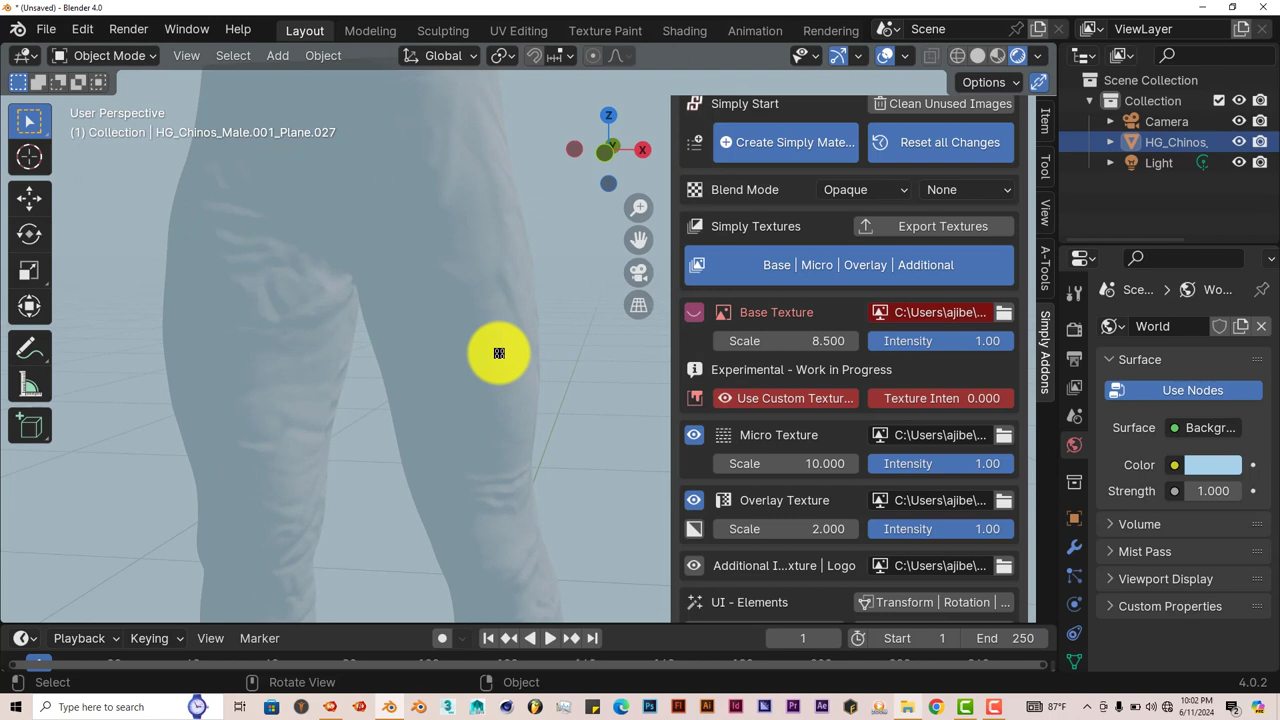 * (Unsaved) - Blender 4.0
File Edit Render Window Help Layout Modeling Sculpting UV Editing Texture Paint Shading Animation Rendering Scene ViewLayer
Object Mode View Select Add Object Global
Options
User Perspective
(1) Collection | HG_Chinos_Male.001_Plane.027
Z
Y
X
Simply Start Clean Unused Images
Create Simply Mate... Reset all Changes
Blend Mode Opaque None
Simply Textures Export Textures
Base | Micro | Overlay | Additional
Base Texture C:\Users\ajibe\...
Scale 8.500 Intensity 1.00
Experimental - Work in Progress
Use Custom Textur... Texture Inten 0.000
Micro Texture C:\Users\ajibe\...
Scale 10.000 Intensity 1.00
Overlay Texture C:\Users\ajibe\...
Scale 2.000 Intensity 1.00
Additional I...xture | Logo C:\Users\ajibe\...
UI - Elements Transform | Rotation | ...
Item
Tool
View
A-Tools
Simply Addons
Scene Collection
Collection
Camera
HG_Chinos,
Light
Sce... Wo...
World
Surface
Use Nodes
Surface Backgr...
Color
Strength 1.000
Volume
Mist Pass
Viewport Display
Custom Properties
Playback Keying View Marker 1 Start 1 End 250
Select Rotate View Object 4.0.2
Type here to search
87°F
10:02 PM
6/11/2024